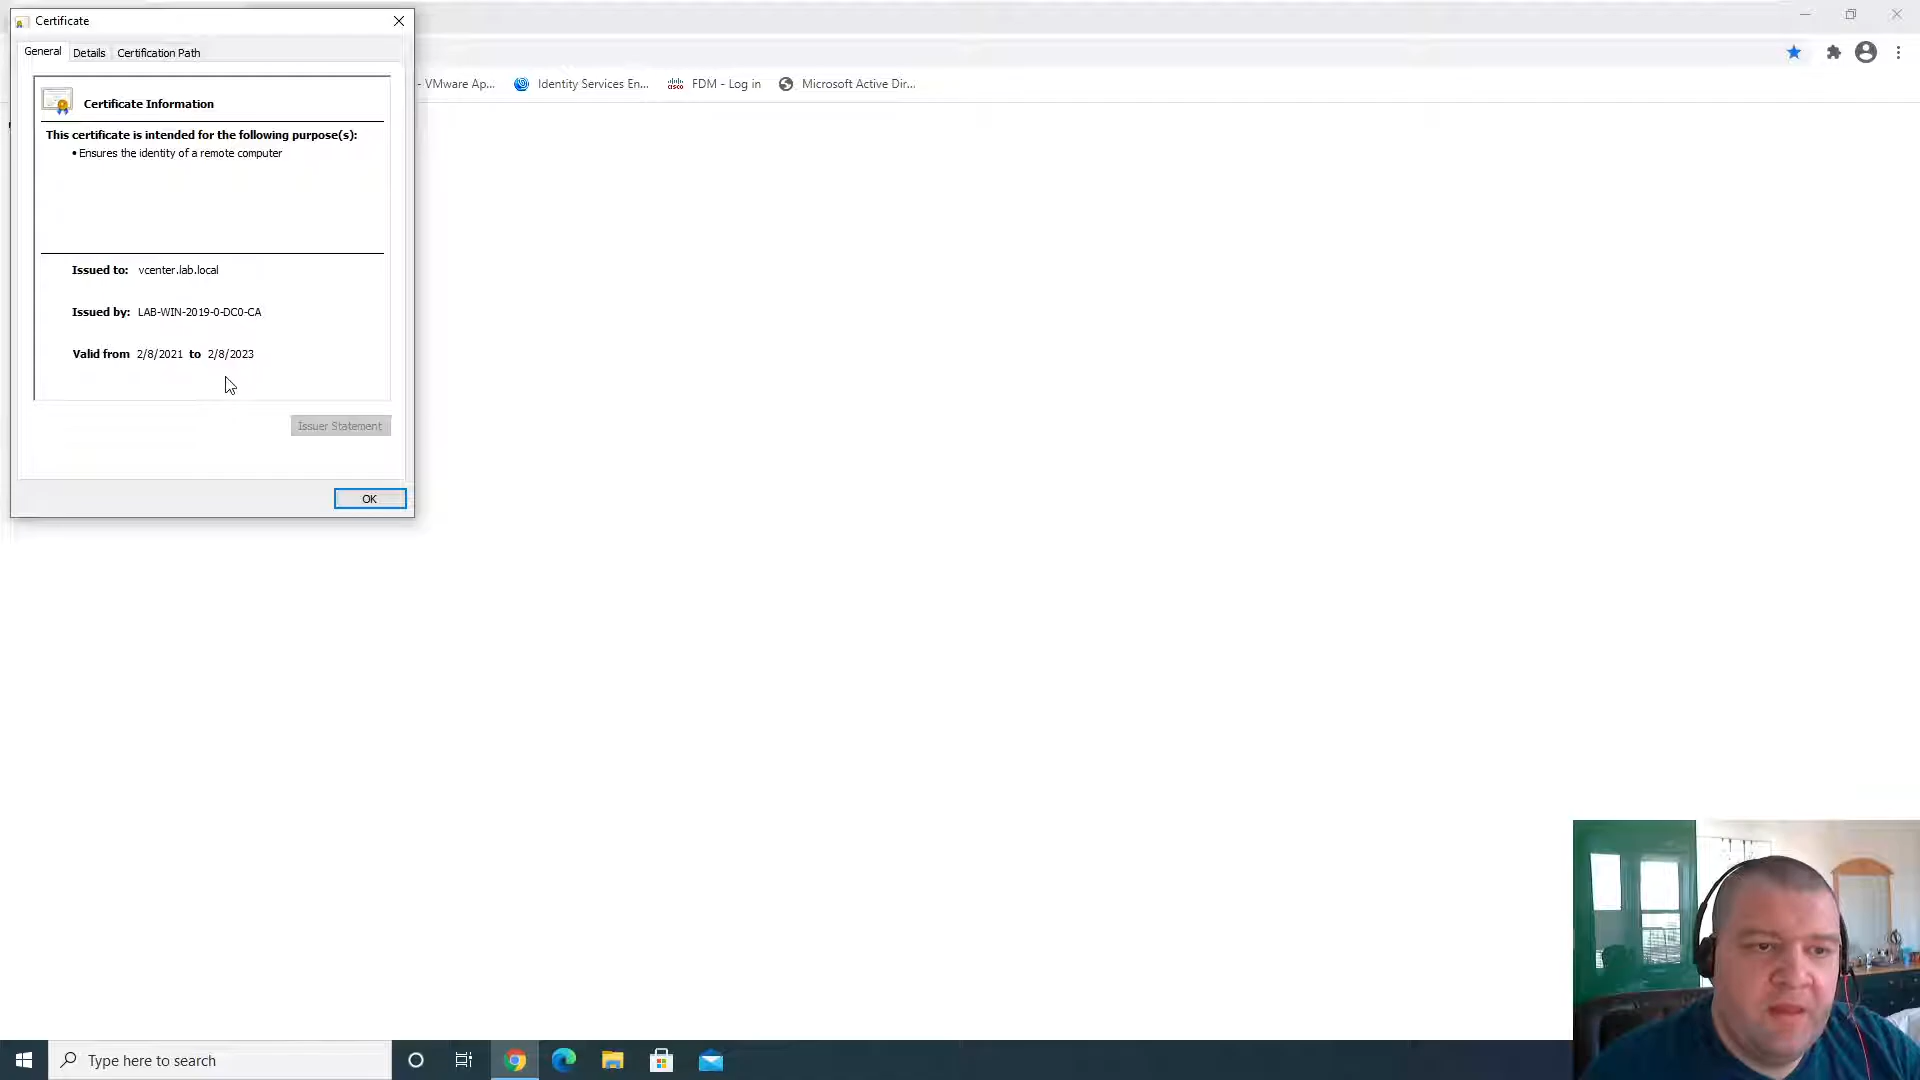 Certificate
General Details Certification Path
- VMware Ap... Identity Services En... FDM - Log in Microsoft Active Dir...
Certificate Information
This certificate is intended for the following purpose(s):
• Ensures the identity of a remote computer
Issued to: vcenter.lab.local
Issued by: LAB-WIN-2019-0-DC0-CA
Valid from 2/8/2021 to 2/8/2023
Issuer Statement
OK
Type here to search